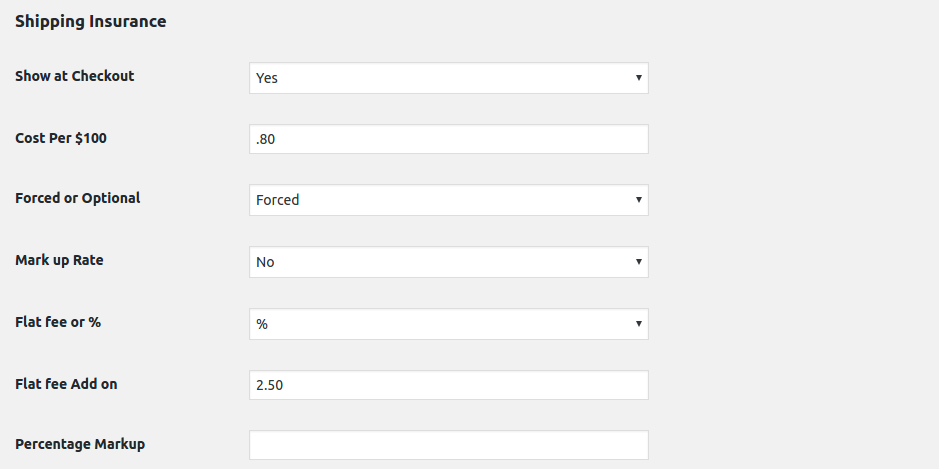 Shipping Insurance
Show at Checkout Yes
Cost Per $100 .80
Forced or Optional Forced
Mark up Rate No
Flat fee or % %
Flat fee Add on 2.50
Percentage Markup